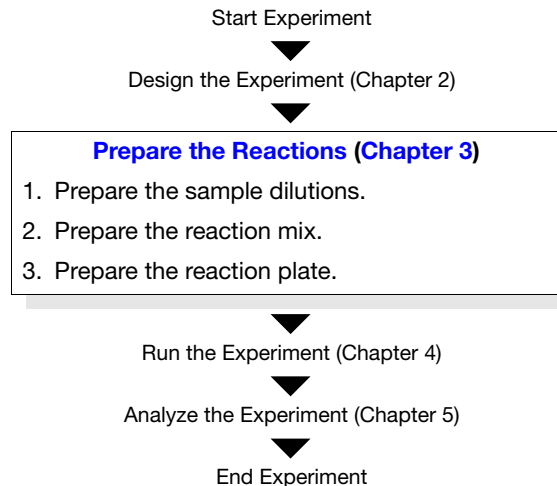 Start Experiment
Design the Experiment (Chapter 2)
Prepare the Reactions (Chapter 3)
1. Prepare the sample dilutions.
2. Prepare the reaction mix.
3. Prepare the reaction plate.
Run the Experiment (Chapter 4)
Analyze the Experiment (Chapter 5)
End Experiment